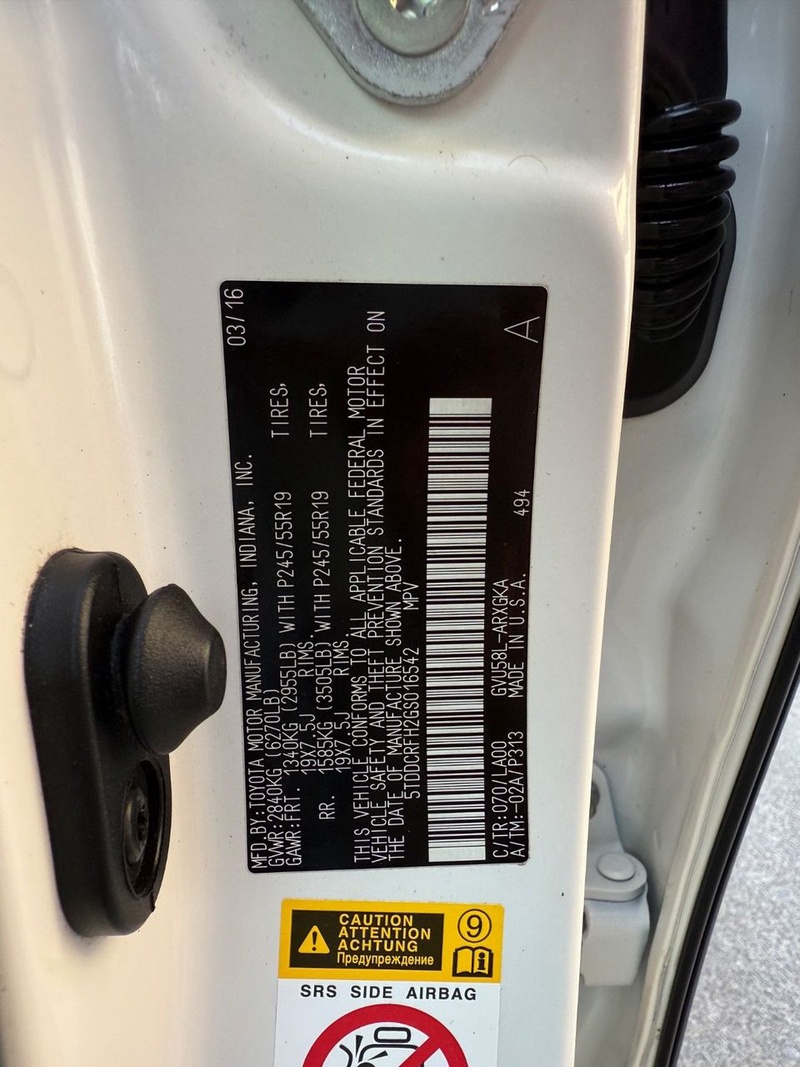 MFD.BY:TOYOTA MOTOR MANUFACTURING, INDIANA, INC. 03/16
GVWR:2840KG (6270LB)
GAWR:FRT. 1340KG (2955LB) WITH P245/55R19 TIRES,
19X7.5J RIMS.
RR. 1585KG (3505LB) WITH P245/55R19 TIRES,
19X7.5J RIMS.
THIS VEHICLE CONFORMS TO ALL APPLICABLE FEDERAL MOTOR
VEHICLE SAFETY AND THEFT PREVENTION STANDARDS IN EFFECT ON
THE DATE OF MANUFACTURE SHOWN ABOVE.
5TDDCRFH2GS016542 MPV
C/TR:070/LA00 GVU58L-ARXGKA
A/TM:-02A/P313 MADE IN U.S.A. 494 A
CAUTION
ATTENTION
ACHTUNG
Предупреждение
9
i
SRS SIDE AIRBAG